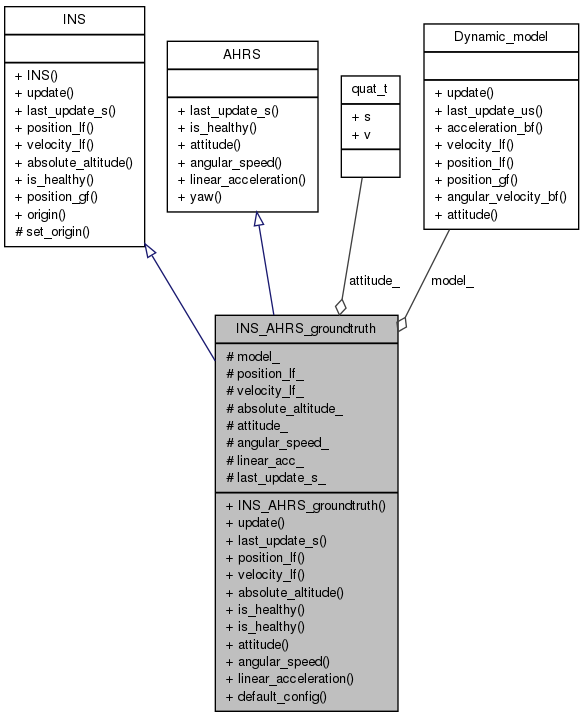 INS
+ INS()
+ update()
+ last_update_s()
+ position_lf()
+ velocity_lf()
+ absolute_altitude()
+ is_healthy()
+ position_gf()
+ origin()
# set_origin()
AHRS
+ last_update_s()
+ is_healthy()
+ attitude()
+ angular_speed()
+ linear_acceleration()
+ yaw()
quat_t
+ s
+ v
Dynamic_model
+ update()
+ last_update_us()
+ acceleration_bf()
+ velocity_lf()
+ position_lf()
+ position_gf()
+ angular_velocity_bf()
+ attitude()
attitude_
model_
INS_AHRS_groundtruth
# model_
# position_lf_
# velocity_lf_
# absolute_altitude_
# attitude_
# angular_speed_
# linear_acc_
# last_update_s_
+ INS_AHRS_groundtruth()
+ update()
+ last_update_s()
+ position_lf()
+ velocity_lf()
+ absolute_altitude()
+ is_healthy()
+ is_healthy()
+ attitude()
+ angular_speed()
+ linear_acceleration()
+ default_config()